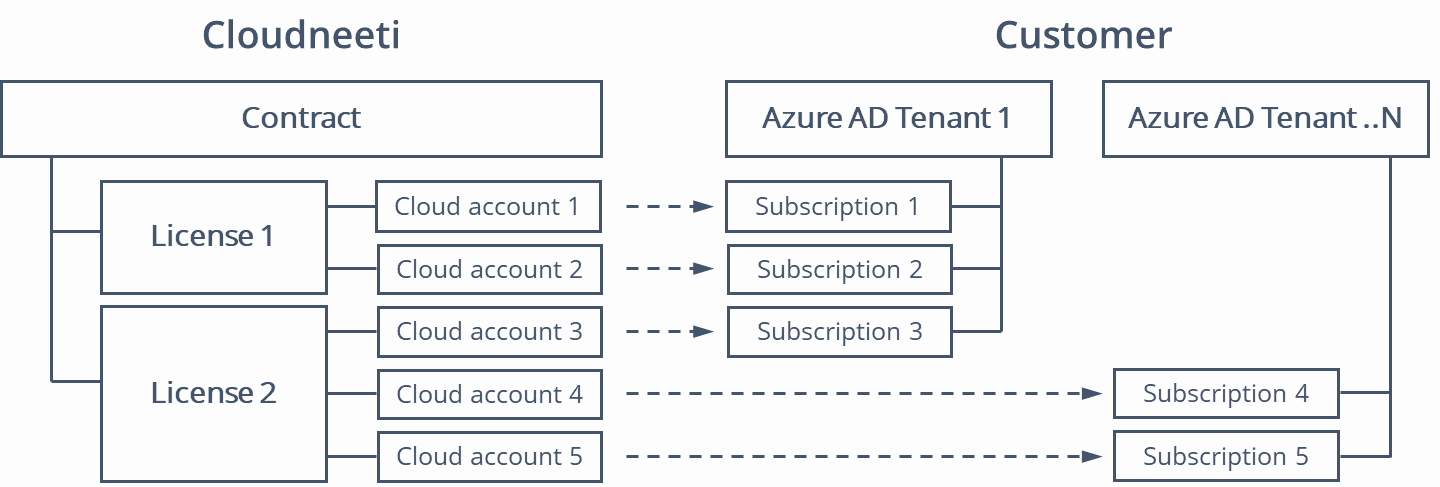 Cloudneeti
Customer
Contract
Azure AD Tenant 1
Azure AD Tenant ..N
License 1
Cloud account 1
Subscription 1
Cloud account 2
Subscription 2
License 2
Cloud account 3
Subscription 3
Cloud account 4
Subscription 4
Cloud account 5
Subscription 5